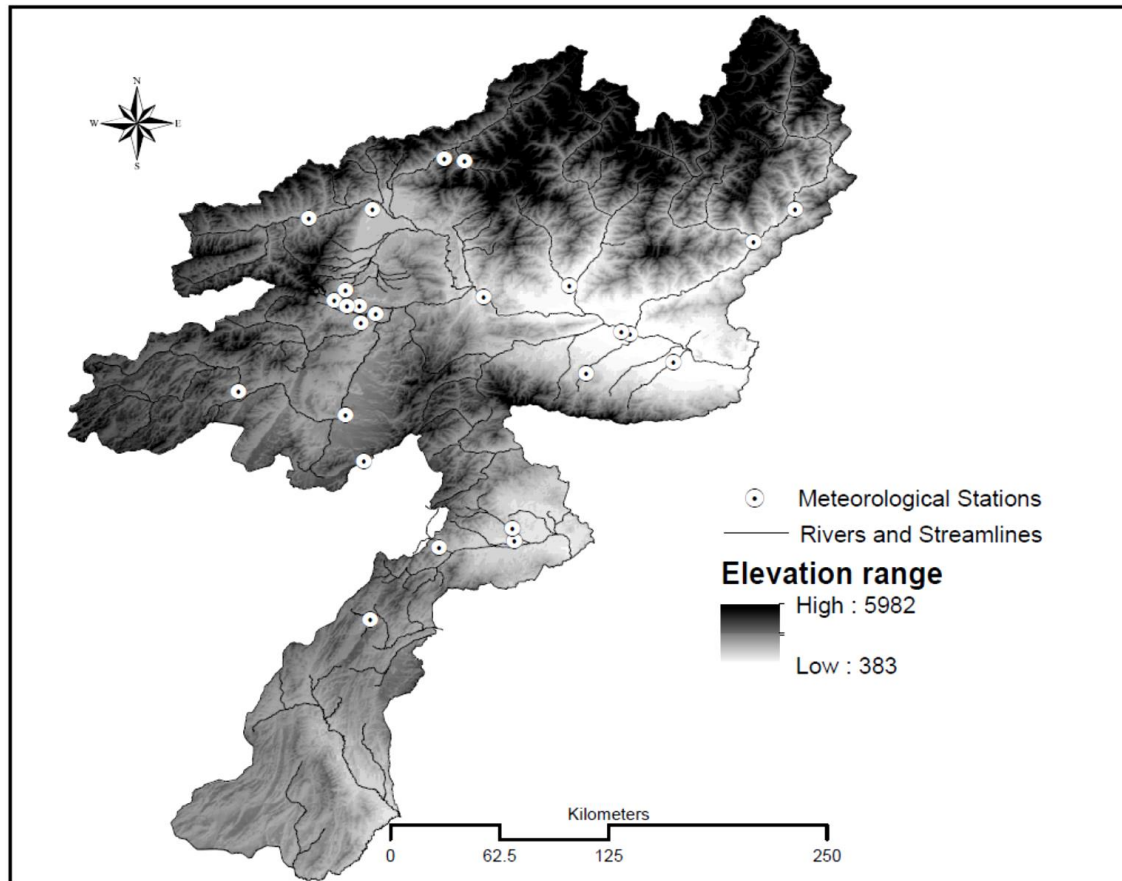 N
W E
S
Meteorological Stations
Rivers and Streamlines
Elevation range
High : 5982
Low : 383
Kilometers
0 62.5 125 250